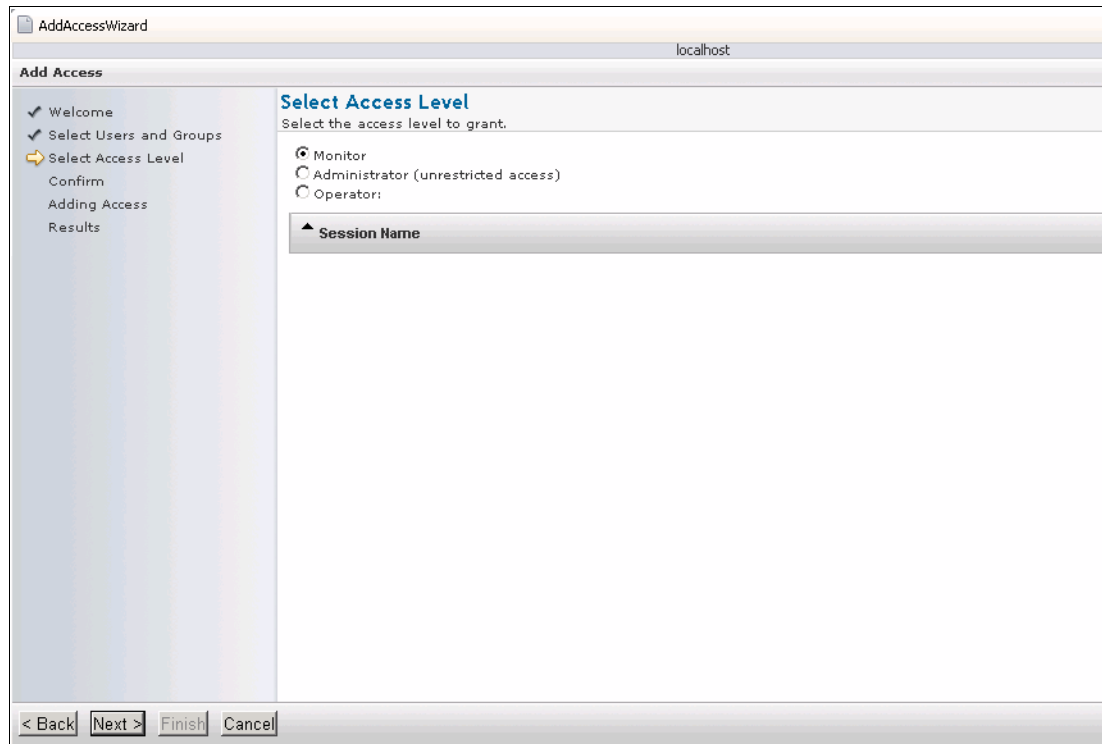 AddAccessWizard
localhost
Add Access
Welcome
Select Users and Groups
Select Access Level
Confirm
Adding Access
Results
Select Access Level
Select the access level to grant.
Monitor
Administrator (unrestricted access)
Operator:
Session Name
< Back Next > Finish Cancel